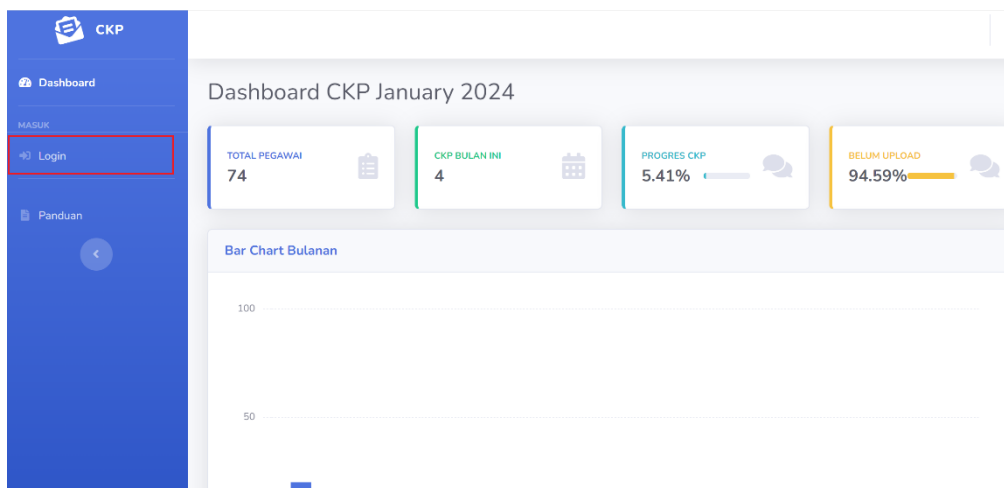 CKP
Dashboard
MASUK
Login
Panduan
Dashboard CKP January 2024
TOTAL PEGAWAI
74
CKP BULAN INI
4
PROGRES CKP
5.41%
BELUM UPLOAD
94.59%
Bar Chart Bulanan
100
50